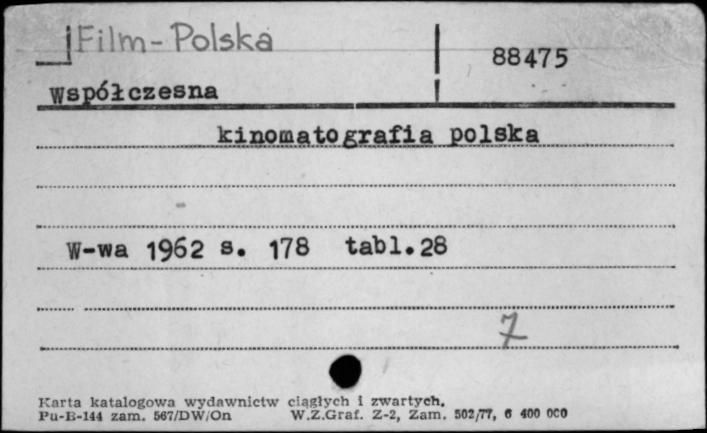 Film-Polska
88475
Współczesna
kinomatografia polska
W-wa 1962 s. 178 tabl.28
7
Karta katalogowa wydawnictw ciągłych i zwartych.
Pu-B-144 zam. 567/DW/On W.Z.Graf. Z-2, Zam. 502/77, 6 400 000